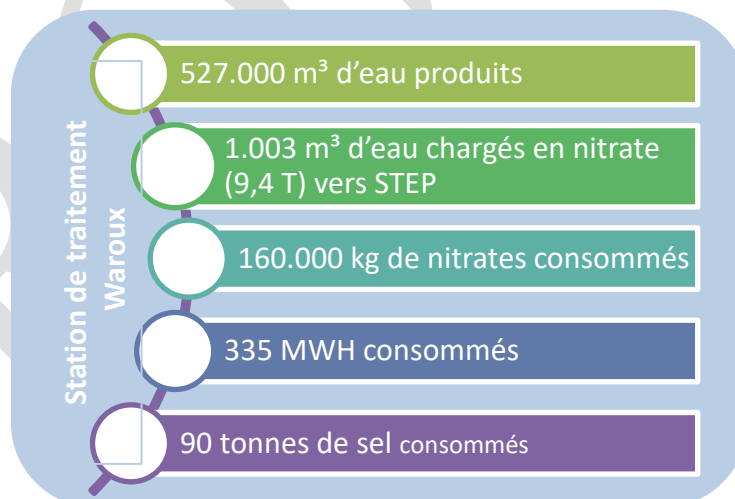 Station de traitement
Waroux
527.000 m³ d’eau produits
1.003 m³ d’eau chargés en nitrate
(9,4 T) vers STEP
160.000 kg de nitrates consommés
335 MWH consommés
90 tonnes de sel consommés